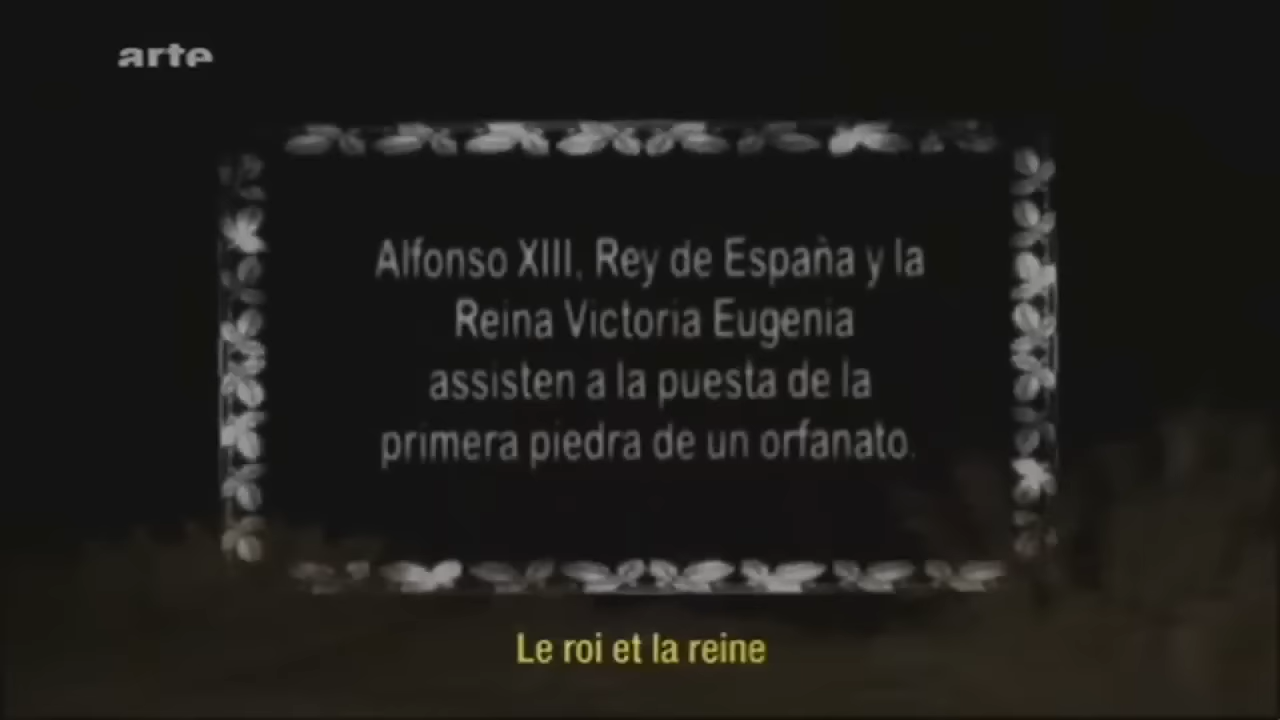 arte
Alfonso XIII, Rey de España y la
Reina Victoria Eugenia
assisten a la puesta de la
primera piedra de un orfanato.
Le roi et la reine